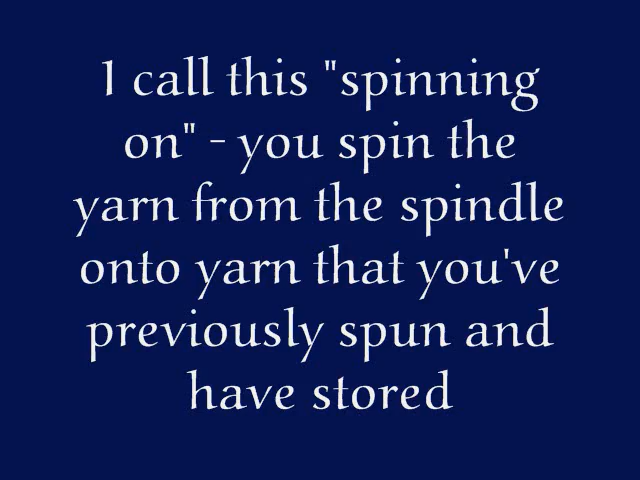 I call this "spinning
on" - you spin the
yarn from the spindle
onto yarn that you've
previously spun and
have stored